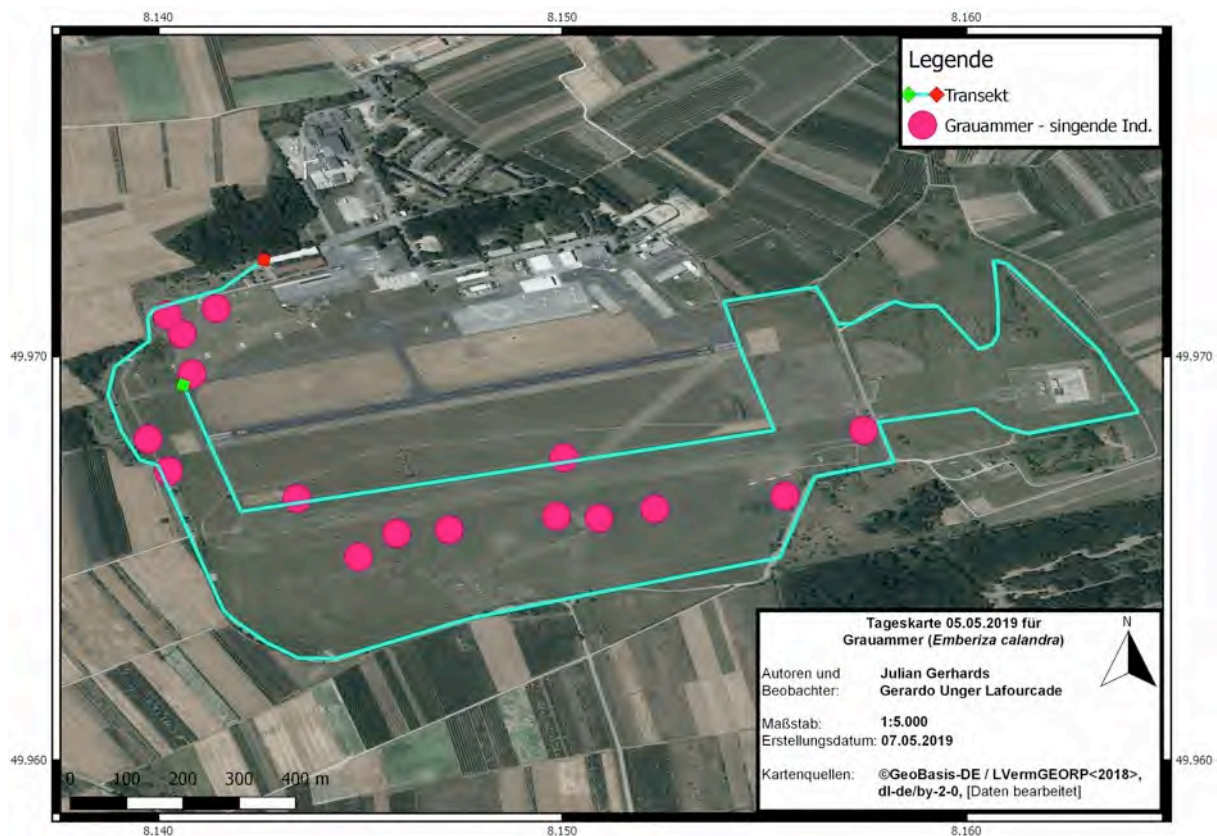 8.140 8.150 8.160
Legende
Transekt
Grauammer - singende Ind.
49.970 49.970
Tageskarte 05.05.2019 für
Grauammer (Emberiza calandra)
N
Autoren und Julian Gerhards
Beobachter: Gerardo Unger Lafourcade
Maßstab: 1:5.000
Erstellungsdatum: 07.05.2019
Kartenquellen: ©GeoBasis-DE / LVermGEORP<2018>,
dl-de/by-2-0, [Daten bearbeitet]
49.960 49.960
0 100 200 300 400 m
8.140 8.150 8.160